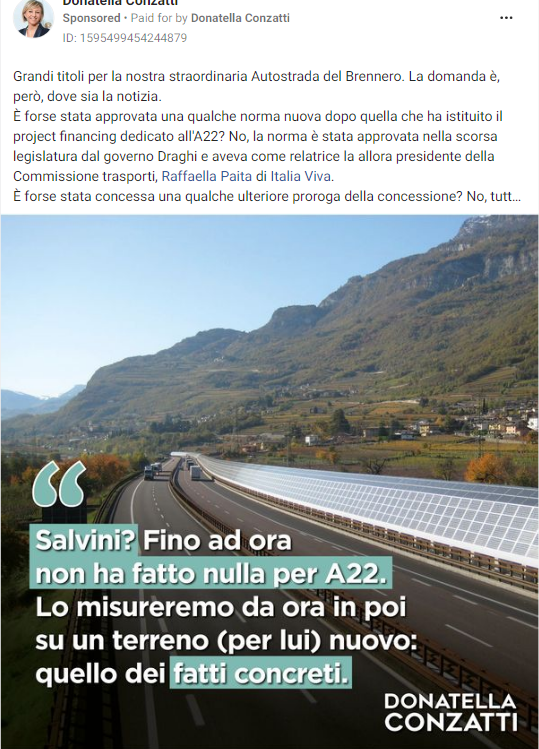 Donatella Conzatti
Sponsored • Paid for by Donatella Conzatti
ID: 1595499454244879
Grandi titoli per la nostra straordinaria Autostrada del Brennero. La domanda è,
però, dove sia la notizia.
È forse stata approvata una qualche norma nuova dopo quella che ha istituito il
project financing dedicato all'A22? No, la norma è stata approvata nella scorsa
legislatura dal governo Draghi e aveva come relatrice la allora presidente della
Commissione trasporti, Raffaella Paita di Italia Viva.
È forse stata concessa una qualche ulteriore proroga della concessione? No, tutt...
“
Salvini? Fino ad ora
non ha fatto nulla per A22.
Lo misureremo da ora in poi
su un terreno (per lui) nuovo:
quello dei fatti concreti.
DONATELLA
CONZATTI